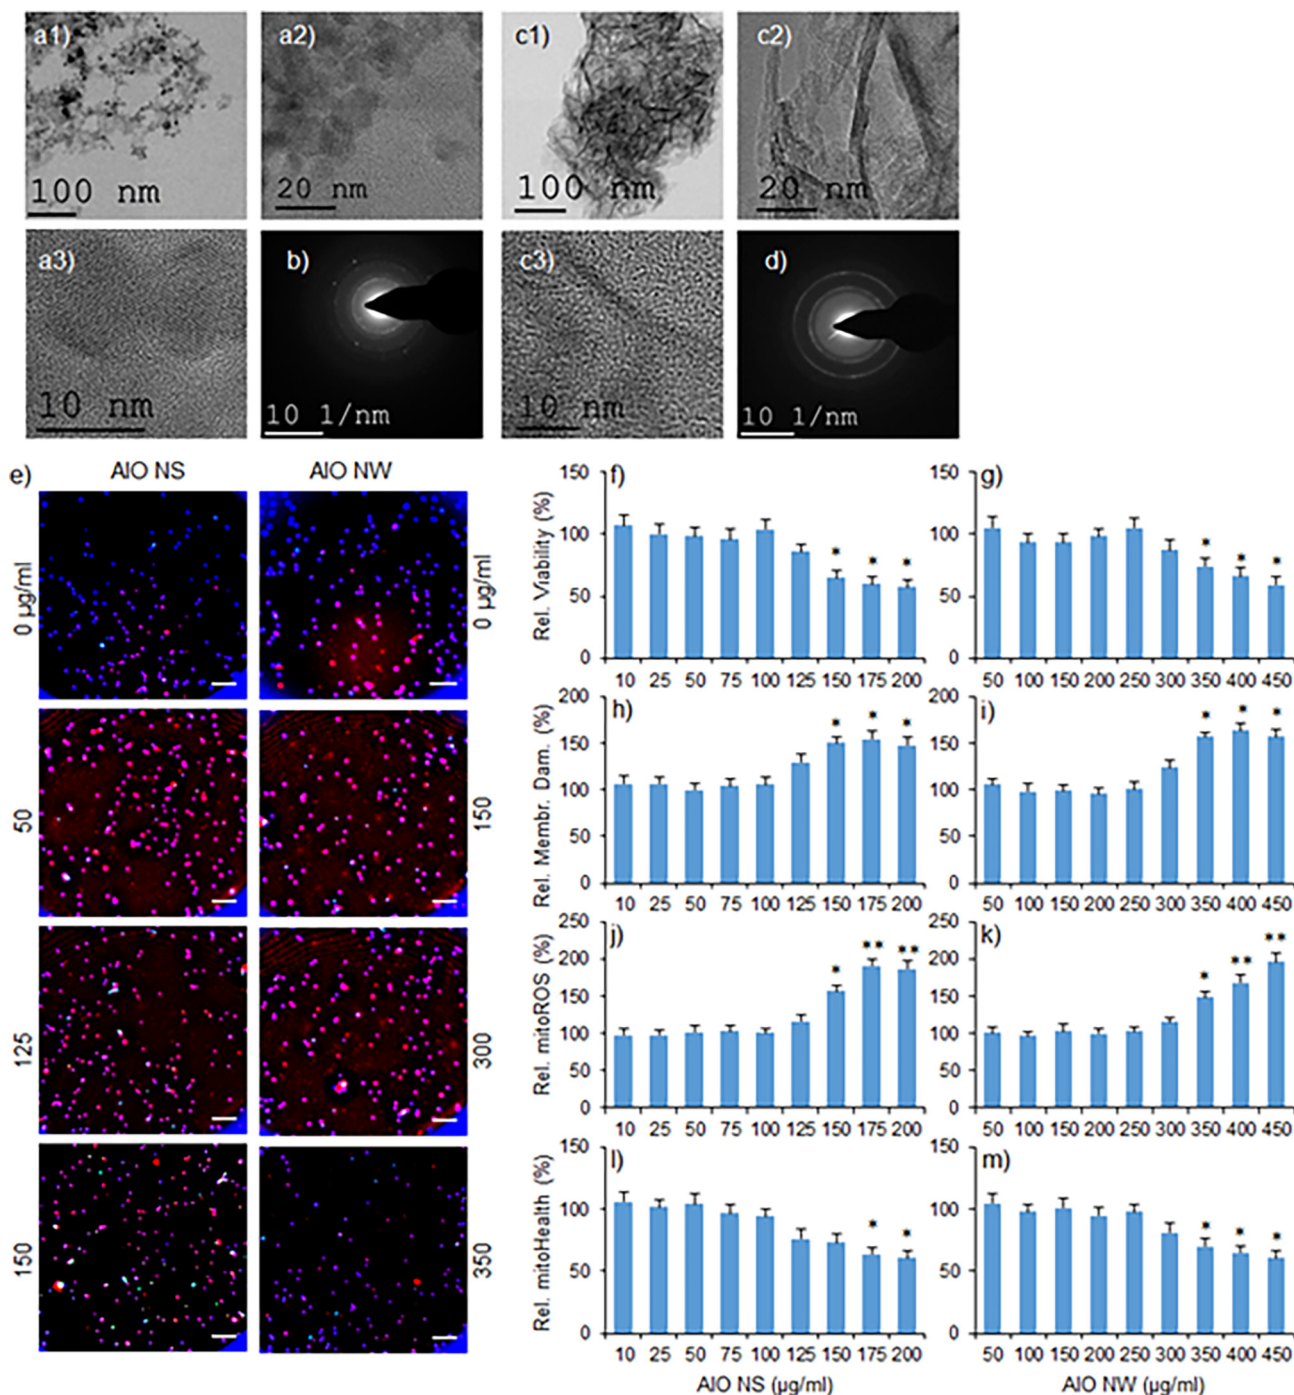 a1)
100 nm
a2)
20 nm
c1)
100 nm
c2)
20 nm
a3)
10 nm
b)
10 1/nm
c3)
10 nm
d)
10 1/nm
e)
AlO NS
AlO NW
0 µg/ml
0 µg/ml
50
150
125
300
150
350
f)
Rel. Viability (%)
150
100
50
0
* * *
10 25 50 75 100 125 150 175 200
g)
150
100
50
0
* * *
50 100 150 200 250 300 350 400 450
h)
Rel. Membr. Dam. (%)
200
150
100
50
0
* * *
10 25 50 75 100 125 150 175 200
i)
200
150
100
50
0
* * *
50 100 150 200 250 300 350 400 450
j)
Rel. mitoROS (%)
250
200
150
100
50
0
* ** **
10 25 50 75 100 125 150 175 200
k)
250
200
150
100
50
0
* ** **
50 100 150 200 250 300 350 400 450
l)
Rel. mitoHealth (%)
150
100
50
0
* *
10 25 50 75 100 125 150 175 200
AlO NS (µg/ml)
m)
150
100
50
0
* * *
50 100 150 200 250 300 350 400 450
AlO NW (µg/ml)